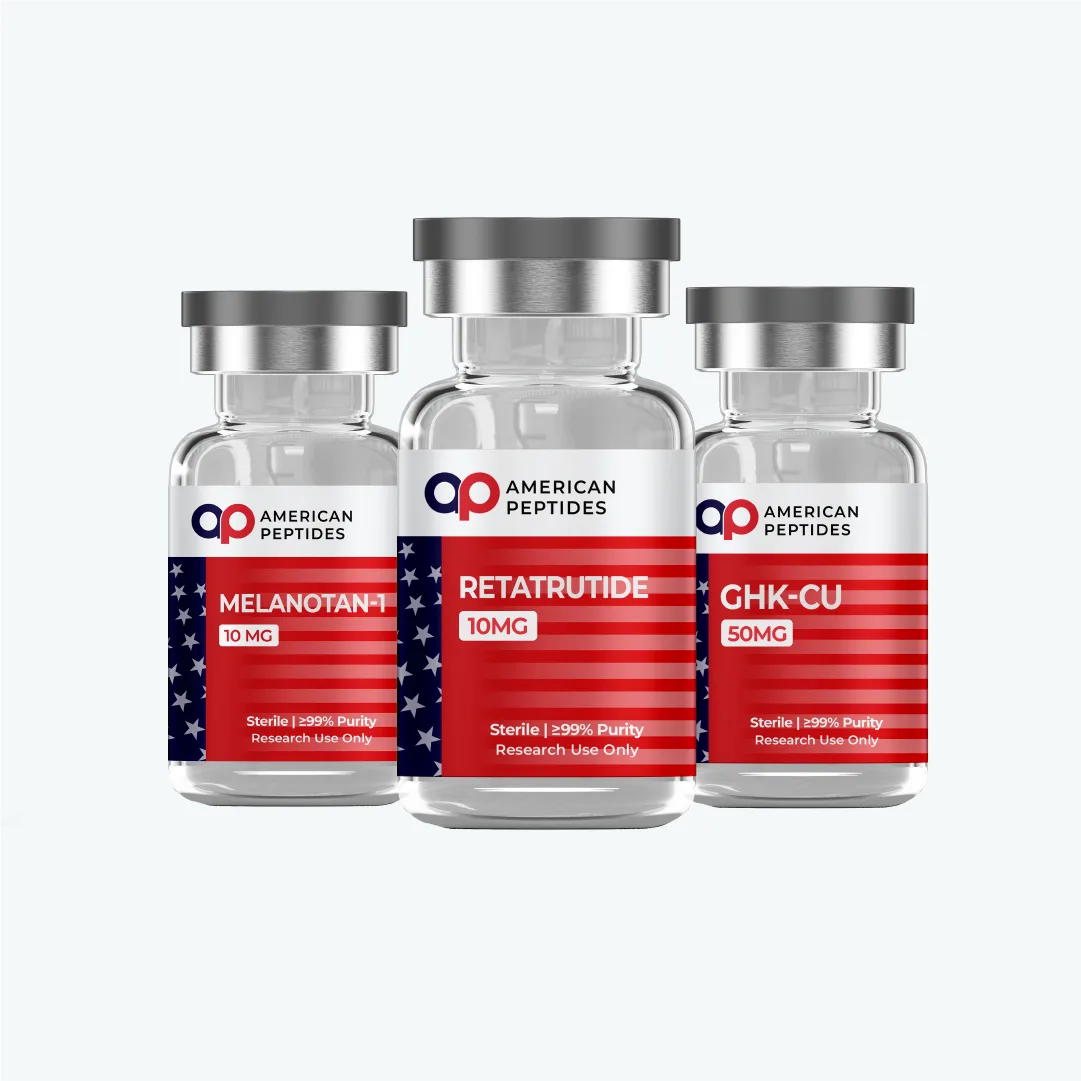 ap AMERICAN
PEPTIDES
MELANOTAN-1
10 MG
Sterile | ≥99% Purity
Research Use Only
ap AMERICAN
PEPTIDES
RETATRUTIDE
10MG
Sterile | ≥99% Purity
Research Use Only
ap AMERICAN
PEPTIDES
GHK-CU
50MG
Sterile | ≥99% Purity
Research Use Only